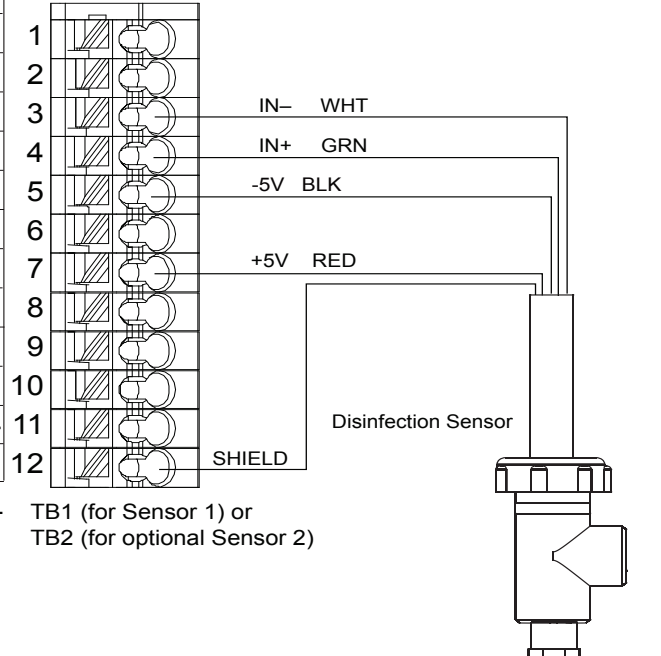 1
2
3 IN– WHT
4 IN+ GRN
5 -5V BLK
6
7 +5V RED
8
9
10
11 Disinfection Sensor
12 SHIELD
TB1 (for Sensor 1) or
TB2 (for optional Sensor 2)